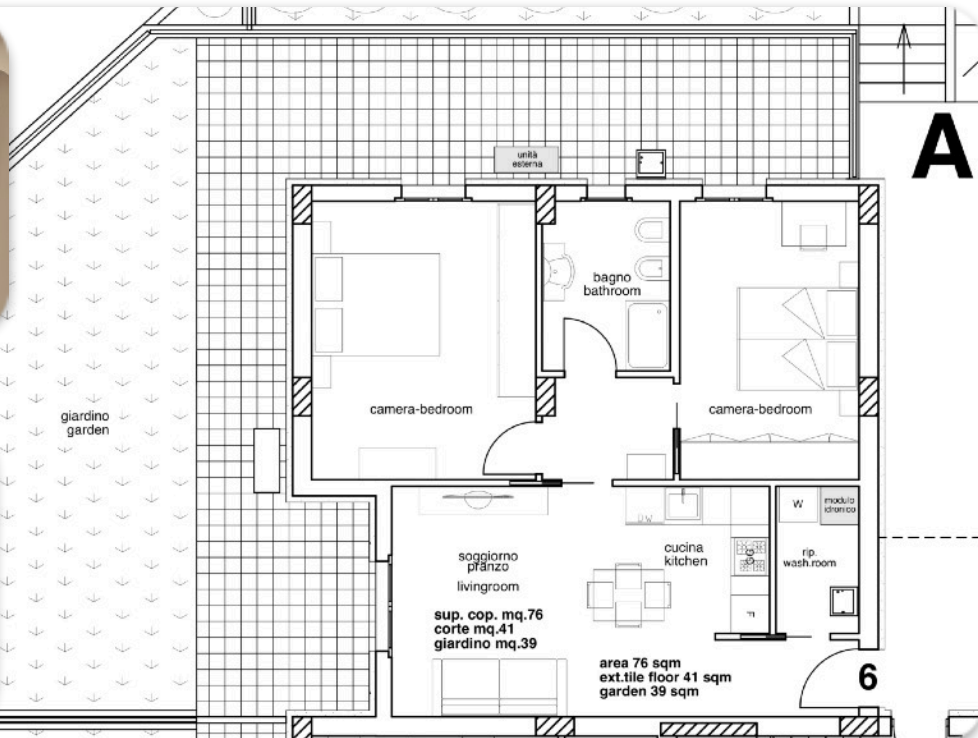 A
unità
esterna
bagno
bathroom
camera-bedroom
camera-bedroom
giardino
garden
W
modulo
idronico
DW
cucina
kitchen
rip.
wash.room
soggiorno
pranzo
livingroom
sup. cop. mq.76
corte mq.41
giardino mq.39
F
area 76 sqm
ext.tile floor 41 sqm
garden 39 sqm
6